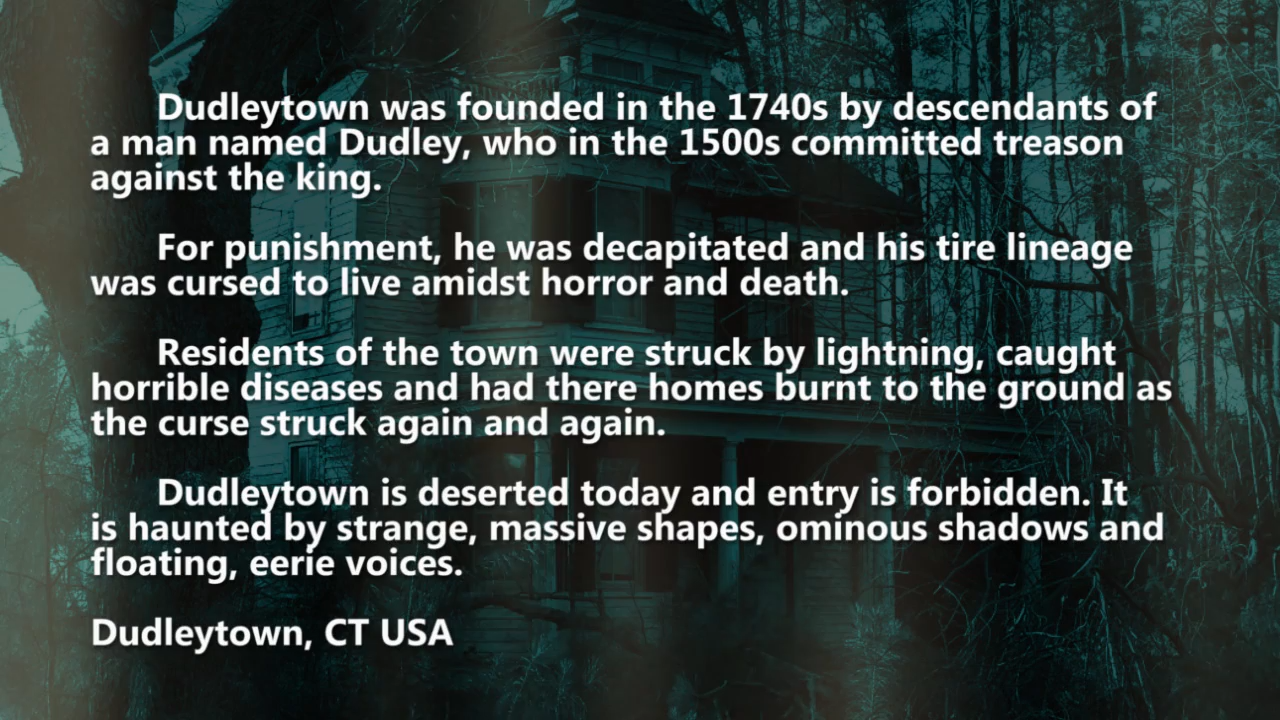 Dudleytown was founded in the 1740s by descendants of
a man named Dudley, who in the 1500s committed treason
against the king.
For punishment, he was decapitated and his tire lineage
was cursed to live amidst horror and death.
Residents of the town were struck by lightning, caught
horrible diseases and had there homes burnt to the ground as
the curse struck again and again.
Dudleytown is deserted today and entry is forbidden. It
is haunted by strange, massive shapes, ominous shadows and
floating, eerie voices.
Dudleytown, CT USA